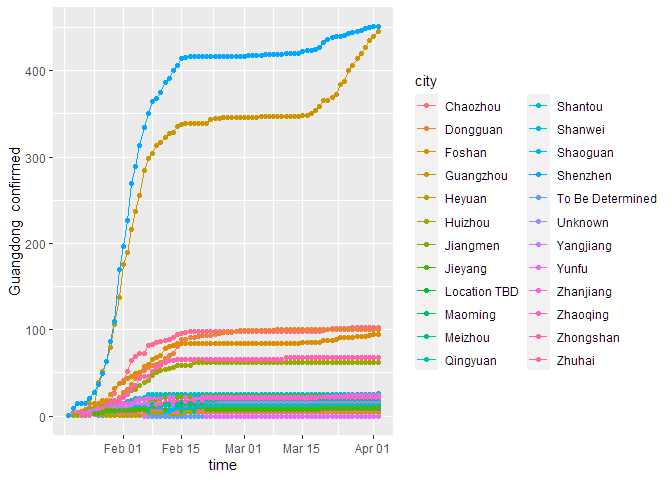 Guangdong confirmed
400
300
200
100
0
Feb 01
Feb 15
Mar 01
Mar 15
Apr 01
time
city
Chaozhou
Dongguan
Foshan
Guangzhou
Heyuan
Huizhou
Jiangmen
Jieyang
Location TBD
Maoming
Meizhou
Qingyuan
Shantou
Shanwei
Shaoguan
Shenzhen
To Be Determined
Unknown
Yangjiang
Yunfu
Zhanjiang
Zhaoqing
Zhongshan
Zhuhai